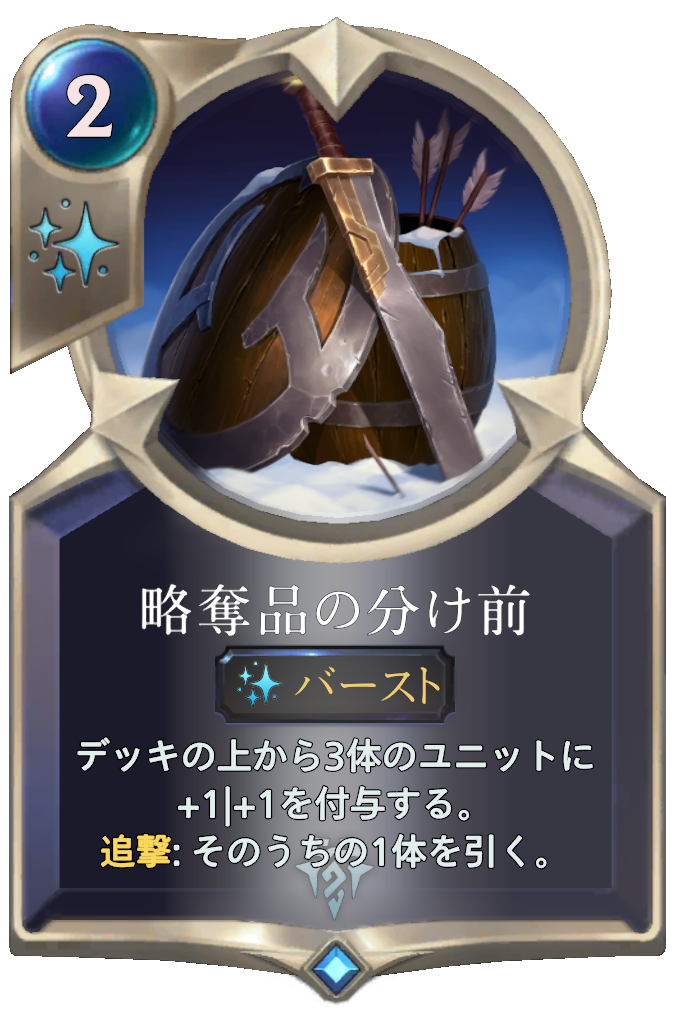 2
略奪品の分け前
バースト
デッキの上から3体のユニットに
+1|+1を付与する。
追撃: そのうちの1体を引く。